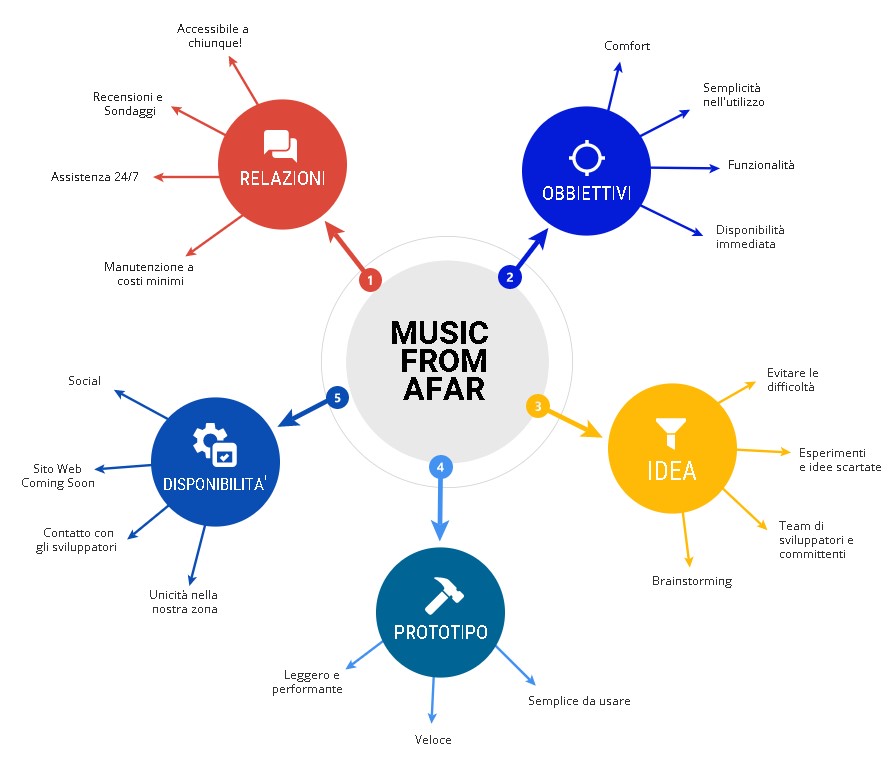 MUSIC
FROM
AFAR
1
RELAZIONI
Accessibile a
chiunque!
Recensioni e
Sondaggi
Assistenza 24/7
Manutenzione a
costi minimi
2
OBBIETTIVI
Comfort
Semplicità
nell'utilizzo
Funzionalità
Disponibilità
immediata
3
IDEA
Evitare le
difficoltà
Esperimenti
e idee scartate
Team di
sviluppatori e
committenti
Brainstorming
4
PROTOTIPO
Leggero e
performante
Veloce
Semplice da usare
5
DISPONIBILITA'
Social
Sito Web
Coming Soon
Contatto con
gli sviluppatori
Unicità nella
nostra zona